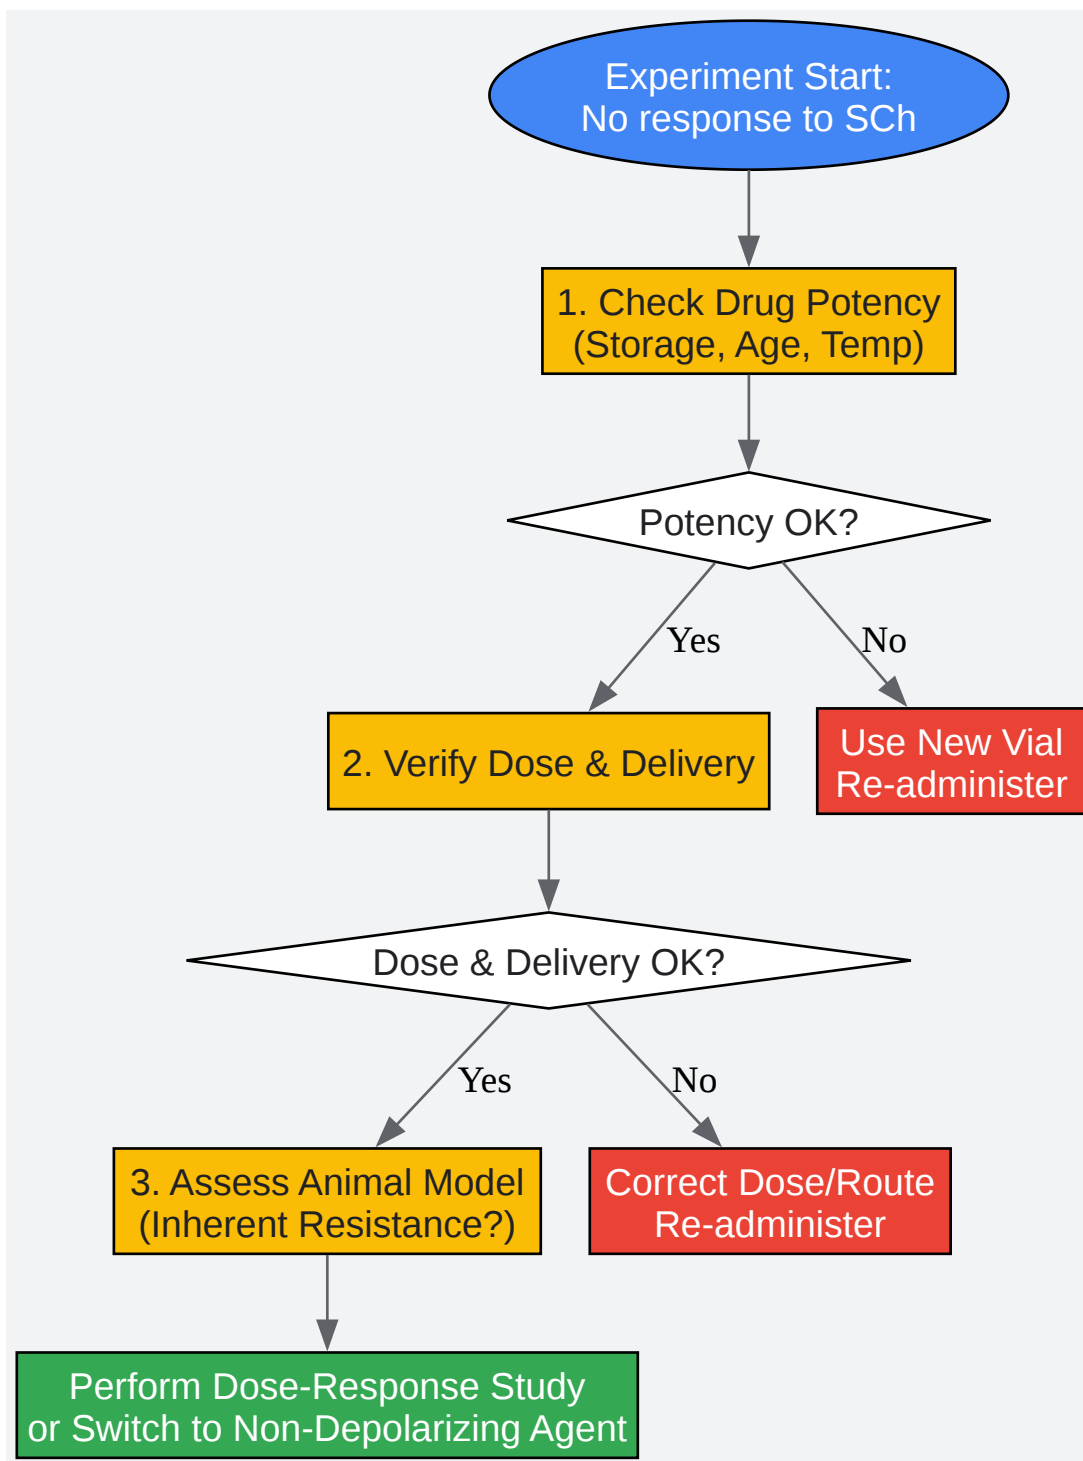 Experiment Start:
No response to SCh
1. Check Drug Potency
(Storage, Age, Temp)
Potency OK?
Yes
No
2. Verify Dose & Delivery
Use New Vial
Re-administer
Dose & Delivery OK?
Yes
No
3. Assess Animal Model
(Inherent Resistance?)
Correct Dose/Route
Re-administer
Perform Dose-Response Study
or Switch to Non-Depolarizing Agent